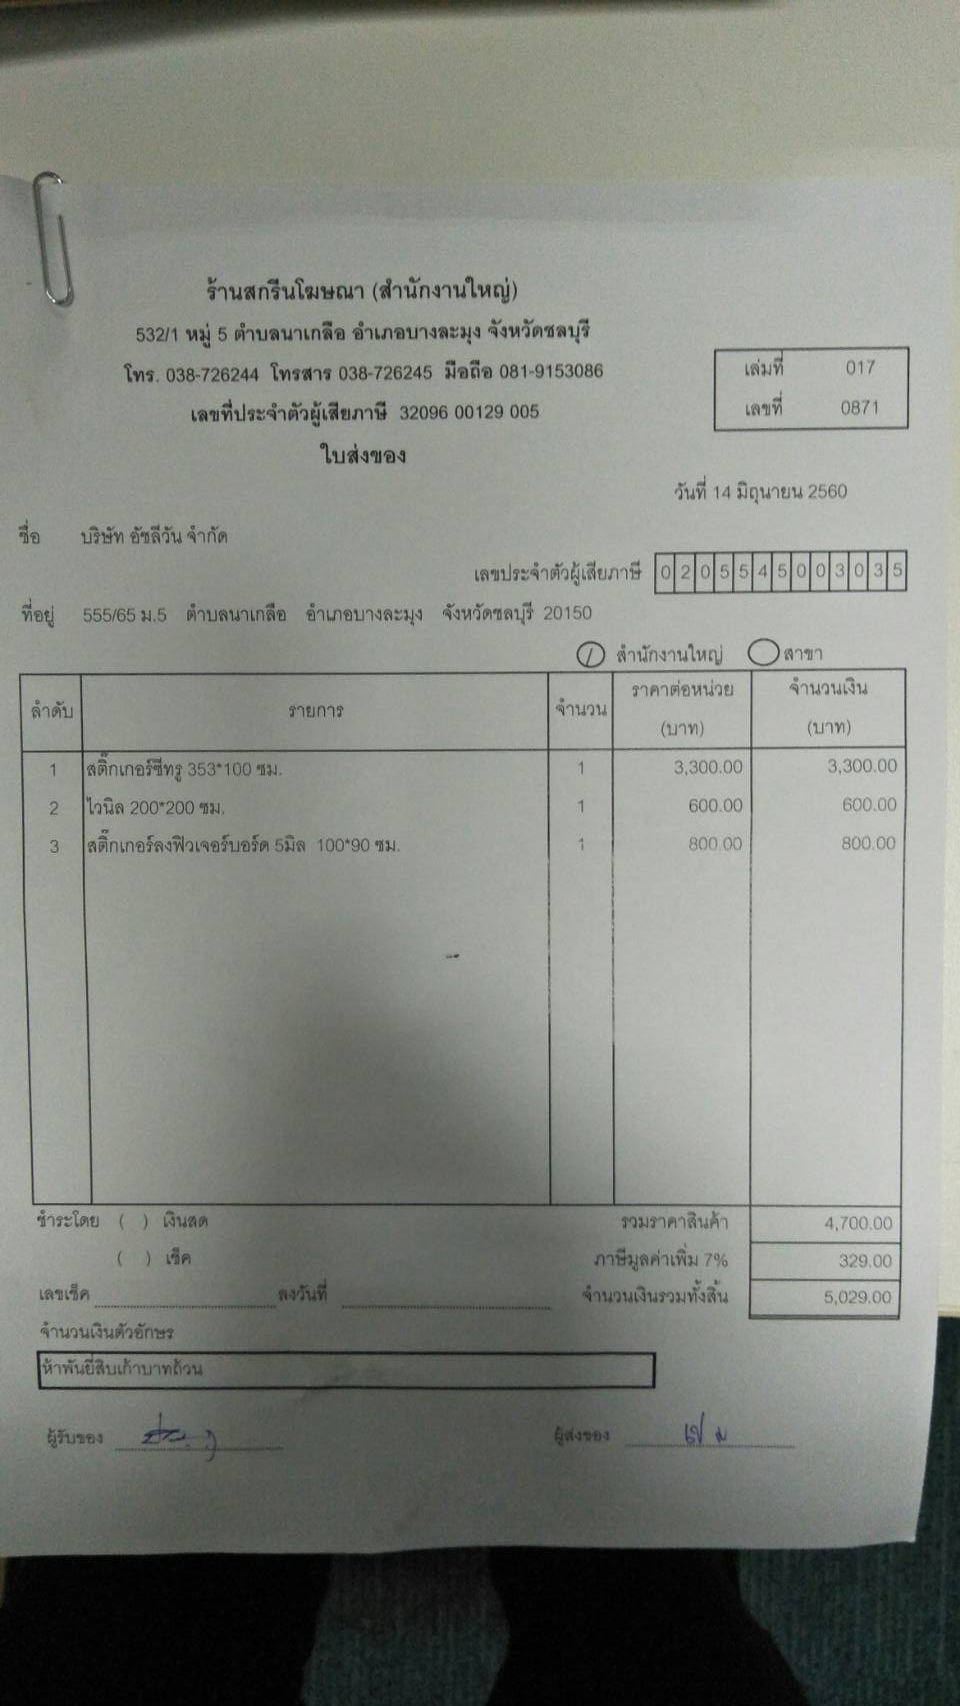 ร้านสกรีนโฆษณา (สำนักงานใหญ่)
532/1 หมู่ 5 ตำบลนาเกลือ อำเภอบางละมุง จังหวัดชลบุรี
โทร. 038-726244 โทรสาร 038-726245 มือถือ 081-9153086
เลขที่ประจำตัวผู้เสียภาษี 32096 00129 005
เล่มที่ 017
เลขที่ 0871
ใบส่งของ
วันที่ 14 มิถุนายน 2560
ชื่อ บริษัท อัชลีวัน จำกัด
เลขประจำตัวผู้เสียภาษี 0205545003035
ที่อยู่ 555/65 ม.5 ตำบลนาเกลือ อำเภอบางละมุง จังหวัดชลบุรี 20150
(/) สำนักงานใหญ่ สาขา
ลำดับ รายการ จำนวน ราคาต่อหน่วย (บาท) จำนวนเงิน (บาท)
1 สติ๊กเกอร์ซีทรู 353*100 ซม. 1 3,300.00 3,300.00
2 ไวนิล 200*200 ซม. 1 600.00 600.00
3 สติ๊กเกอร์ลงฟิวเจอร์บอร์ด 5มิล 100*90 ซม. 1 800.00 800.00
ชำระโดย ( ) เงินสด รวมราคาสินค้า 4,700.00
( ) เช็ค ภาษีมูลค่าเพิ่ม 7% 329.00
เลขเช็ค ลงวันที่ จำนวนเงินรวมทั้งสิ้น 5,029.00
จำนวนเงินตัวอักษร
ห้าพันยี่สิบเก้าบาทถ้วน
ผู้รับของ ผู้ส่งของ